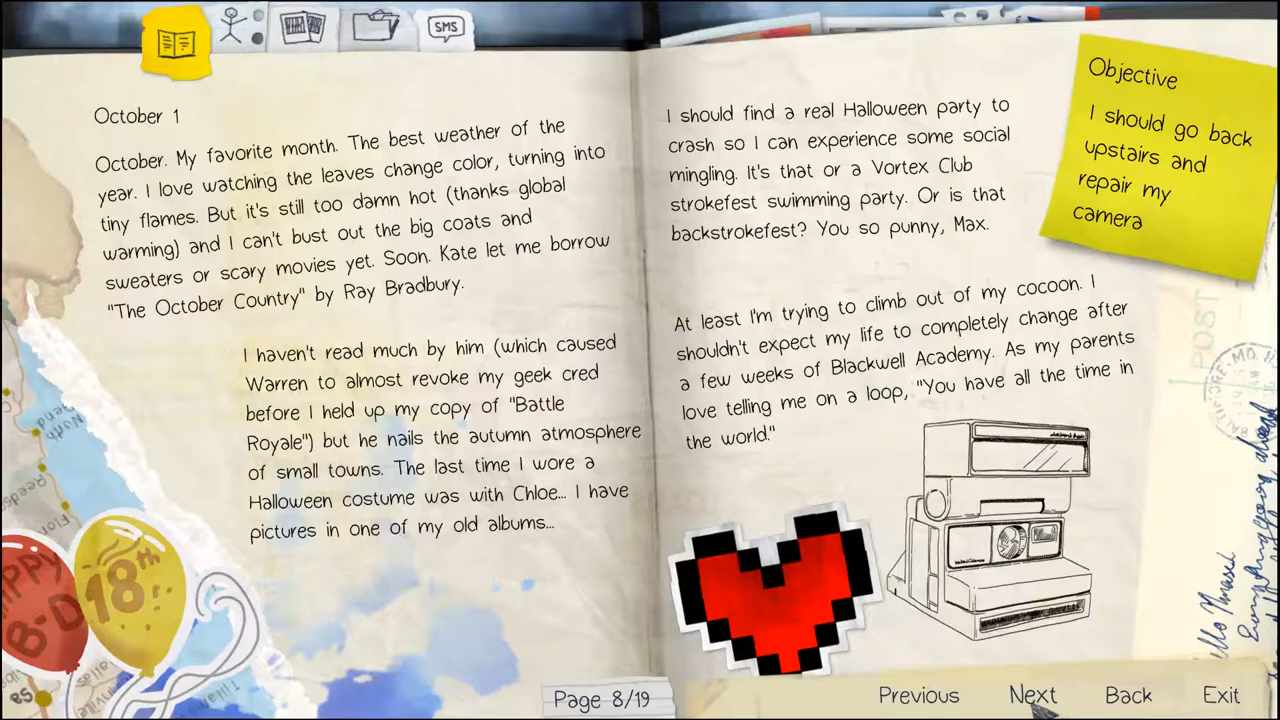 SMS
October 1
October. My favorite month. The best weather of the
year. I love watching the leaves change color, turning into
tiny flames. But it's still too damn hot (thanks global
warming) and I can't bust out the big coats and
sweaters or scary movies yet. Soon. Kate let me borrow
"The October Country" by Ray Bradbury.
I haven't read much by him (which caused
Warren to almost revoke my geek cred
before I held up my copy of "Battle
Royale") but he nails the autumn atmosphere
of small towns. The last time I wore a
Halloween costume was with Chloe... I have
pictures in one of my old albums...
I should find a real Halloween party to
crash so I can experience some social
mingling. It's that or a Vortex Club
strokefest swimming party. Or is that
backstrokefest? You so punny, Max.
At least I'm trying to climb out of my cocoon. I
shouldn't expect my life to completely change after
a few weeks of Blackwell Academy. As my parents
love telling me on a loop, "You have all the time in
the world."
Objective
I should go back
upstairs and
repair my
camera
POST
North
Bend
18th
B-D
Page 8/19
Previous
Next
Back
Exit